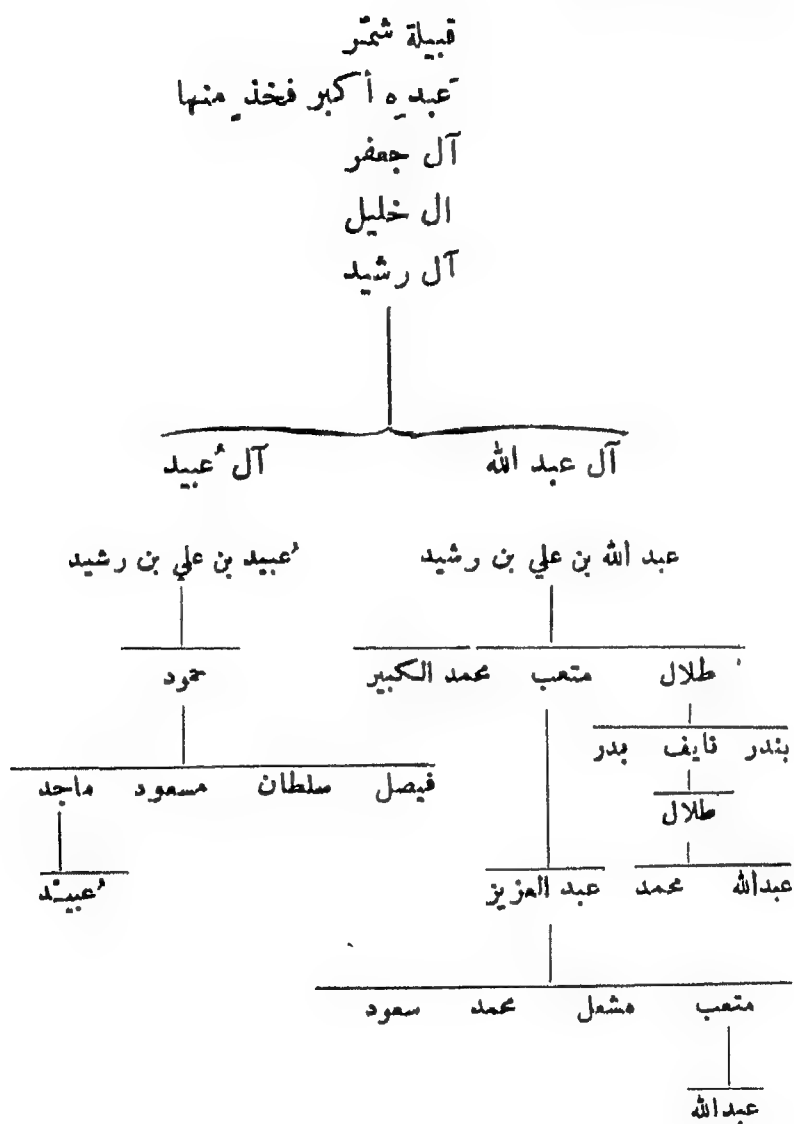 قبيلة شمّر
عَبدِه أكبر فخذٍ منها
آل جعفر
ال خليل
آل رشيد
آل عبد الله آل عُبيد
عبد الله بن علي بن رشيد عُبيد بن علي بن رشيد
طلال متعب محمد الكبير حمود
بندر نايف بدر
فيصل سلطان مسعود ماجد
طلال
عبدالله محمد عبد العزيز عُبيد
متعب مشعل محمد سعود
عبدالله